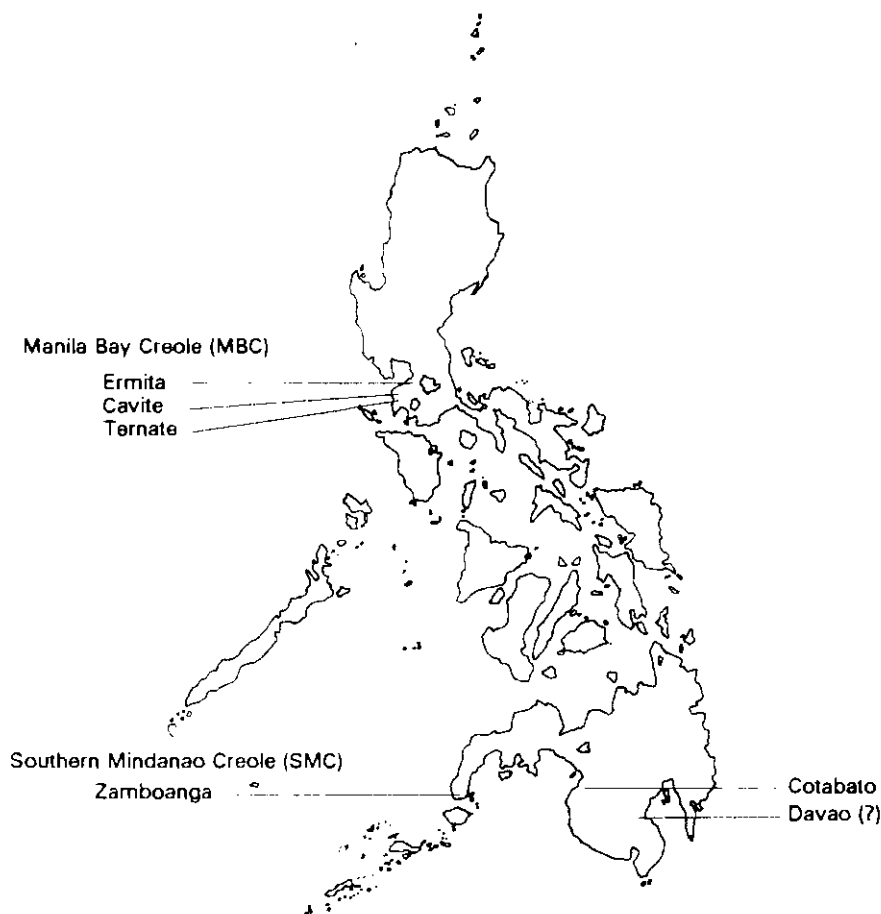 Manila Bay Creole (MBC)
Ermita
Cavite
Ternate
Southern Mindanao Creole (SMC)
Zamboanga
Cotabato
Davao (?)